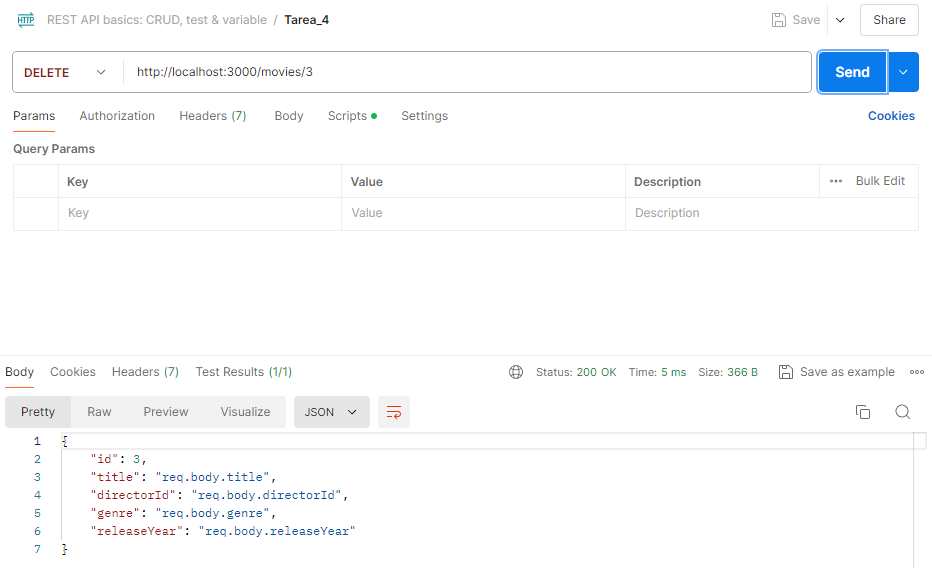 HTTP REST API basics: CRUD, test & variable / Tarea_4 Save Share
DELETE http://localhost:3000/movies/3 Send
Params Authorization Headers (7) Body Scripts Settings Cookies
Query Params
Key Value Description Bulk Edit
Key Value Description
Body Cookies Headers (7) Test Results (1/1) Status: 200 OK Time: 5 ms Size: 366 B Save as example
Pretty Raw Preview Visualize JSON
1 {
2 "id": 3,
3 "title": "req.body.title",
4 "directorId": "req.body.directorId",
5 "genre": "req.body.genre",
6 "releaseYear": "req.body.releaseYear"
7 }